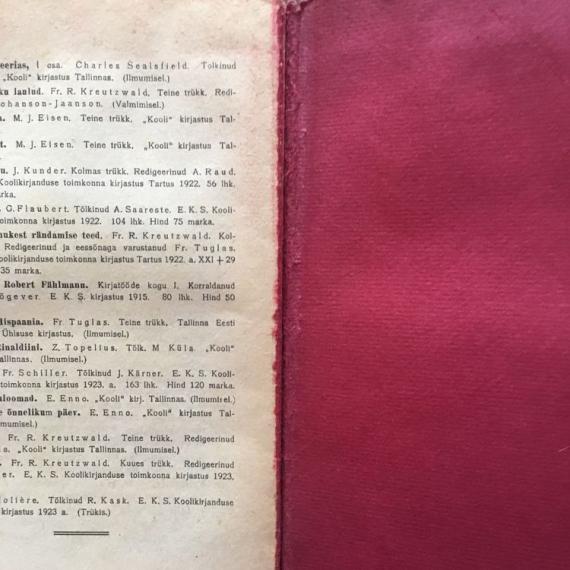 eerias, I osa. Charles Sealsfield. Tolkinud
„Kooli“ kirjastus Tallinnas. (Ilmumisel.)
ku laulud. Fr. R. Kreutzwald. Teine trükk. Redi-
ohanson-Jaanson. (Valmimisel.)
a. M. J. Eisen. Teine trükk. „Kooli“ kirjastus Tal-
t. M. J. Eisen. Teine trükk. „Kooli“ kirjastus Tal-
u. J. Kunder. Kolmas trükk. Redigeerinud A. Raud.
Koolikirjanduse toimkonna kirjastus Tartus 1922. 56 lhk.
rka.
G. Flaubert. Tõlkinud A. Saareste. E. K. S. Kooli-
oimkonna kirjastus 1922. 104 lhk. Hind 75 marka.
nukest rändamise teed. Fr. R. Kreutzwald. Kol-
Redigeerinud ja eessõnaga varustanud Fr. Tuglas.
oolikirjanduse toimkonna kirjastus Tartus 1922. a. XXI + 29
35 marka.
Robert Fählmann. Kirjatööde kogu I. Korraldanud
õgever. E. K. S. kirjastus 1915. 80 lhk. Hind 50
Hispaania. Fr. Tuglas. Teine trükk. Tallinna Eesti
Ühisuse kirjastus. (Ilmumisel.)
Rinaldiini. Z. Topelius. Tõlk. M Küla. „Kooli“
allinnas. (Ilmumisel.)
Fr. Schiller. Tõlkinud J. Kärner. E. K. S. Kooli-
toimkonna kirjastus 1923. a. 163 lhk. Hind 120 marka.
uloomad. E. Enno. „Kooli“ kirj. Tallinnas. (Ilmumisel.)
e õnnelikum päev. E. Enno. „Kooli“ kirjastus Tal-
mumisel.)
Fr. R. Kreutzwald. Teine trükk. Redigeerinud
a. „Kooli“ kirjastus Tallinnas. (Ilmumisel.)
Fr. R. Kreutzwald. Kuues trükk. Redigeerinud
er. E. K. S. Koolikirjanduse toimkonna kirjastus 1923.
olière. Tõlkinud R. Kask. E. K. S. Koolikirjanduse
kirjastus 1923 a. (Trükis.)